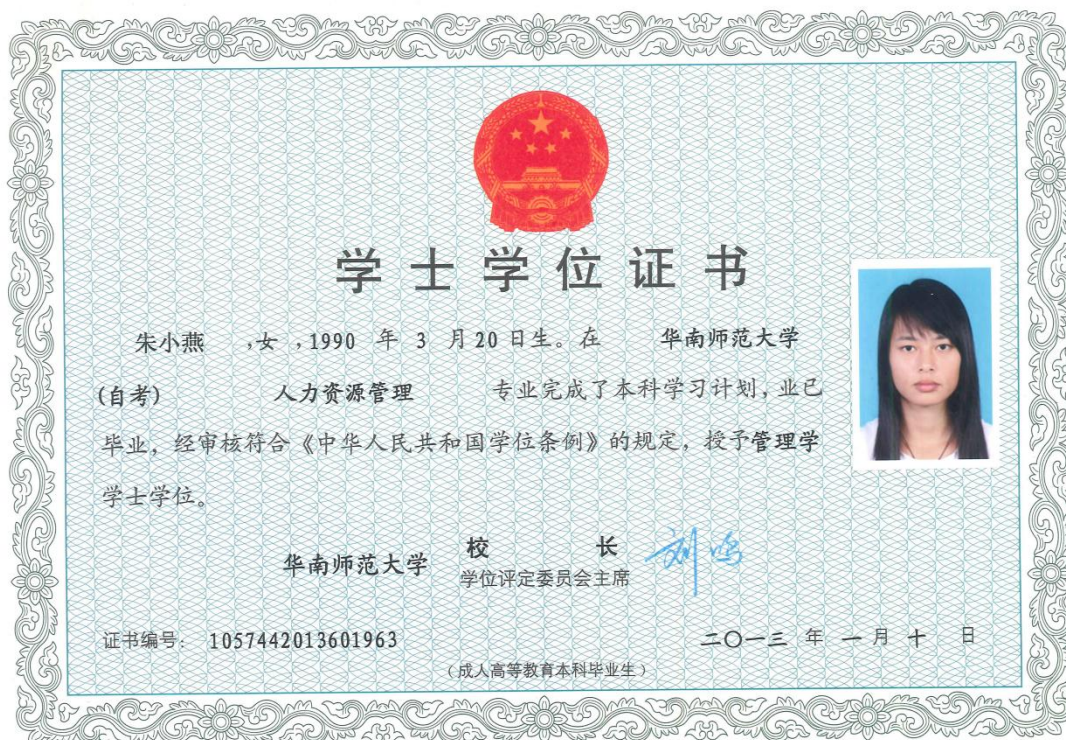 学士学位证书
朱小燕 ,女 ,1990 年 3 月 20 日生。在 华南师范大学
(自考) 人力资源管理 专业完成了本科学习计划,业已
毕业,经审核符合《中华人民共和国学位条例》的规定,授予管理学
学士学位。
华南师范大学 校 长 刘鸣
学位评定委员会主席
证书编号: 1057442013601963
二〇一三 年 一 月 十 日
(成人高等教育本科毕业生)